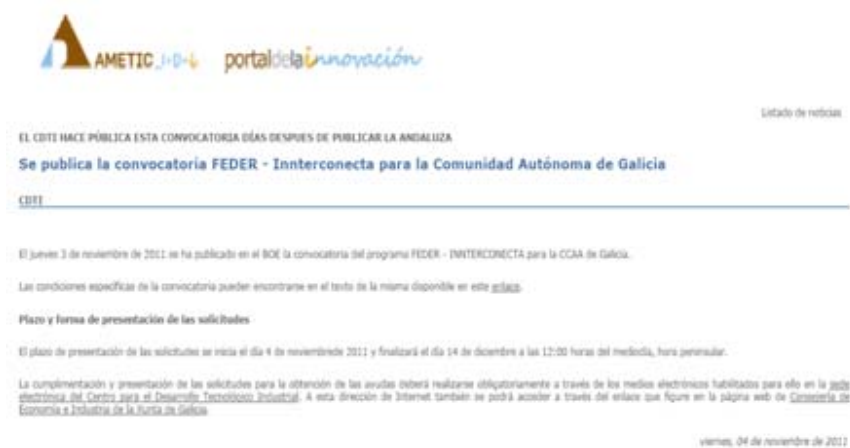 AMETIC I+D+i portaldelainnovación
Listado de noticias
EL CDTI HACE PÚBLICA ESTA CONVOCATORIA DÍAS DESPUES DE PUBLICAR LA ANDALUZA
Se publica la convocatoria FEDER - Innterconecta para la Comunidad Autónoma de Galicia
CDTI
El jueves 3 de noviembre de 2011 se ha publicado en el BOE la convocatoria del programa FEDER - INNTERCONECTA para la CCAA de Galicia.
Las condiciones específicas de la convocatoria pueden encontrarse en el texto de la misma disponible en este enlace.
Plazo y forma de presentación de las solicitudes
El plazo de presentación de las solicitudes se inicia el día 4 de noviembrede 2011 y finalizará el día 14 de diciembre a las 12:00 horas del mediodía, hora peninsular.
La cumplimentación y presentación de las solicitudes para la obtención de las ayudas deberá realizarse obligatoriamente a través de los medios electrónicos habilitados para ello en la sede
electrónica del Centro para el Desarrollo Tecnológico Industrial. A esta dirección de Internet también se podrá acceder a través del enlace que figure en la página web de Consejería de
Economía e Industria de la Xunta de Galicia.
viernes, 04 de noviembre de 2011